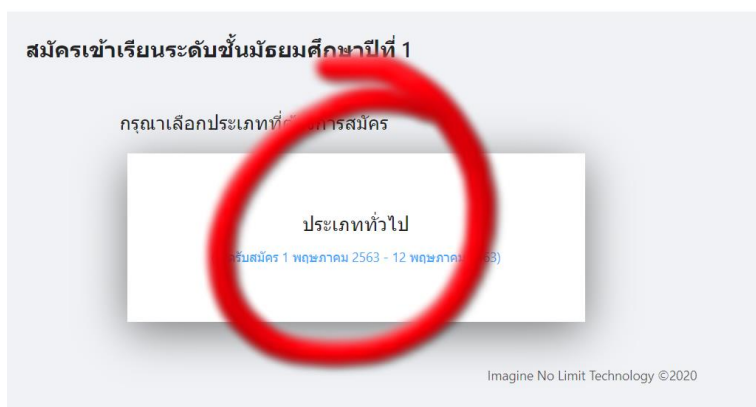 สมัครเข้าเรียนระดับชั้นมัธยมศึกษาปีที่ 1
กรุณาเลือกประเภทที่ต้องการสมัคร
ประเภททั่วไป
รับสมัคร 1 พฤษภาคม 2563 - 12 พฤษภาคม 2563)
Imagine No Limit Technology ©2020